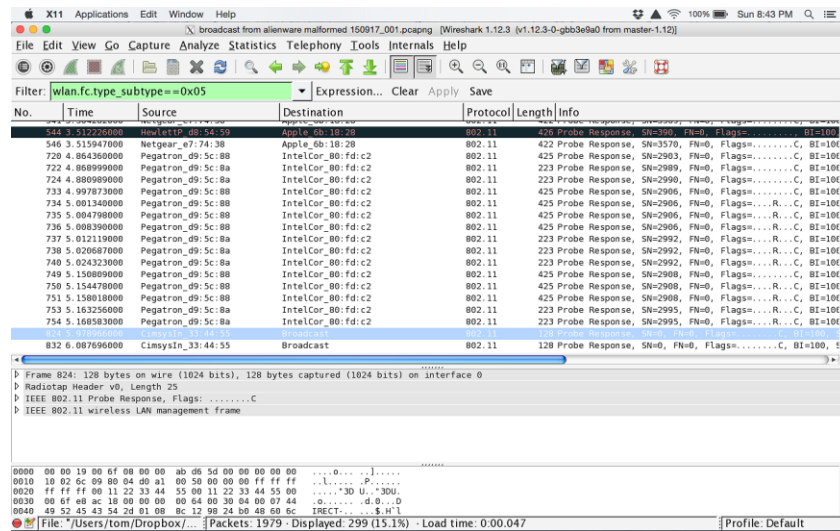 X11 Applications Edit Window Help 100% Sun 8:43 PM
broadcast from alienware malformed 150917_001.pcapng [Wireshark 1.12.3 (v1.12.3-0-gbb3e9a0 from master-1.12)]
File Edit View Go Capture Analyze Statistics Telephony Tools Internals Help
Filter: wlan.fc.type_subtype==0x05 Expression... Clear Apply Save
No. Time Source Destination Protocol Length Info
544 3.512226000 HewlettP_d8:54:59 Apple_6b:18:28 802.11 426 Probe Response, SN=390, FN=0, Flags=........., BI=100,
546 3.515947000 Netgear_e7:74:38 Apple_6b:18:28 802.11 422 Probe Response, SN=3570, FN=0, Flags=........C, BI=100
720 4.864360000 Pegatron_d9:5c:88 IntelCor_80:fd:c2 802.11 425 Probe Response, SN=2903, FN=0, Flags=........C, BI=100
722 4.868999000 Pegatron_d9:5c:8a IntelCor_80:fd:c2 802.11 223 Probe Response, SN=2989, FN=0, Flags=........C, BI=100
724 4.880989000 Pegatron_d9:5c:8a IntelCor_80:fd:c2 802.11 223 Probe Response, SN=2990, FN=0, Flags=........C, BI=100
733 4.997873000 Pegatron_d9:5c:88 IntelCor_80:fd:c2 802.11 425 Probe Response, SN=2906, FN=0, Flags=........C, BI=100
734 5.001340000 Pegatron_d9:5c:88 IntelCor_80:fd:c2 802.11 425 Probe Response, SN=2906, FN=0, Flags=....R...C, BI=100
735 5.004798000 Pegatron_d9:5c:88 IntelCor_80:fd:c2 802.11 425 Probe Response, SN=2906, FN=0, Flags=....R...C, BI=100
736 5.008390000 Pegatron_d9:5c:88 IntelCor_80:fd:c2 802.11 425 Probe Response, SN=2906, FN=0, Flags=....R...C, BI=100
737 5.012119000 Pegatron_d9:5c:8a IntelCor_80:fd:c2 802.11 223 Probe Response, SN=2992, FN=0, Flags=........C, BI=100
738 5.020687000 Pegatron_d9:5c:8a IntelCor_80:fd:c2 802.11 223 Probe Response, SN=2992, FN=0, Flags=....R...C, BI=100
740 5.024323000 Pegatron_d9:5c:8a IntelCor_80:fd:c2 802.11 223 Probe Response, SN=2992, FN=0, Flags=....R...C, BI=100
749 5.150809000 Pegatron_d9:5c:88 IntelCor_80:fd:c2 802.11 425 Probe Response, SN=2908, FN=0, Flags=........C, BI=100
750 5.154478000 Pegatron_d9:5c:88 IntelCor_80:fd:c2 802.11 425 Probe Response, SN=2908, FN=0, Flags=....R...C, BI=100
751 5.158018000 Pegatron_d9:5c:88 IntelCor_80:fd:c2 802.11 425 Probe Response, SN=2908, FN=0, Flags=....R...C, BI=100
753 5.163256000 Pegatron_d9:5c:8a IntelCor_80:fd:c2 802.11 223 Probe Response, SN=2995, FN=0, Flags=........C, BI=100
754 5.168583000 Pegatron_d9:5c:8a IntelCor_80:fd:c2 802.11 223 Probe Response, SN=2995, FN=0, Flags=....R...C, BI=100
824 5.978966000 CimsysIn_33:44:55 Broadcast 802.11 128 Probe Response, SN=0, FN=0, Flags=........C, BI=100, S
832 6.087696000 CimsysIn_33:44:55 Broadcast 802.11 128 Probe Response, SN=0, FN=0, Flags=........C, BI=100, S
Frame 824: 128 bytes on wire (1024 bits), 128 bytes captured (1024 bits) on interface 0
Radiotap Header v0, Length 25
IEEE 802.11 Probe Response, Flags: ........C
IEEE 802.11 wireless LAN management frame
0000 00 00 19 00 6f 08 00 00 ab d6 5d 00 00 00 00 00 ....o... ..].....
0010 10 02 6c 09 80 04 d0 a1 00 50 00 00 00 ff ff ff ..l..... .P......
0020 ff ff ff 00 11 22 33 44 55 00 11 22 33 44 55 00 ....."3D U.."3DU.
0030 00 6f e8 ac 18 00 00 00 00 64 00 30 04 00 07 44 .o...... .d.0...D
0040 49 52 45 43 54 2d 01 08 8c 12 98 24 b0 48 60 6c IRECT-.. ...$.H`l
File: "/Users/tom/Dropbox/... Packets: 1979 · Displayed: 299 (15.1%) · Load time: 0:00.047 Profile: Default